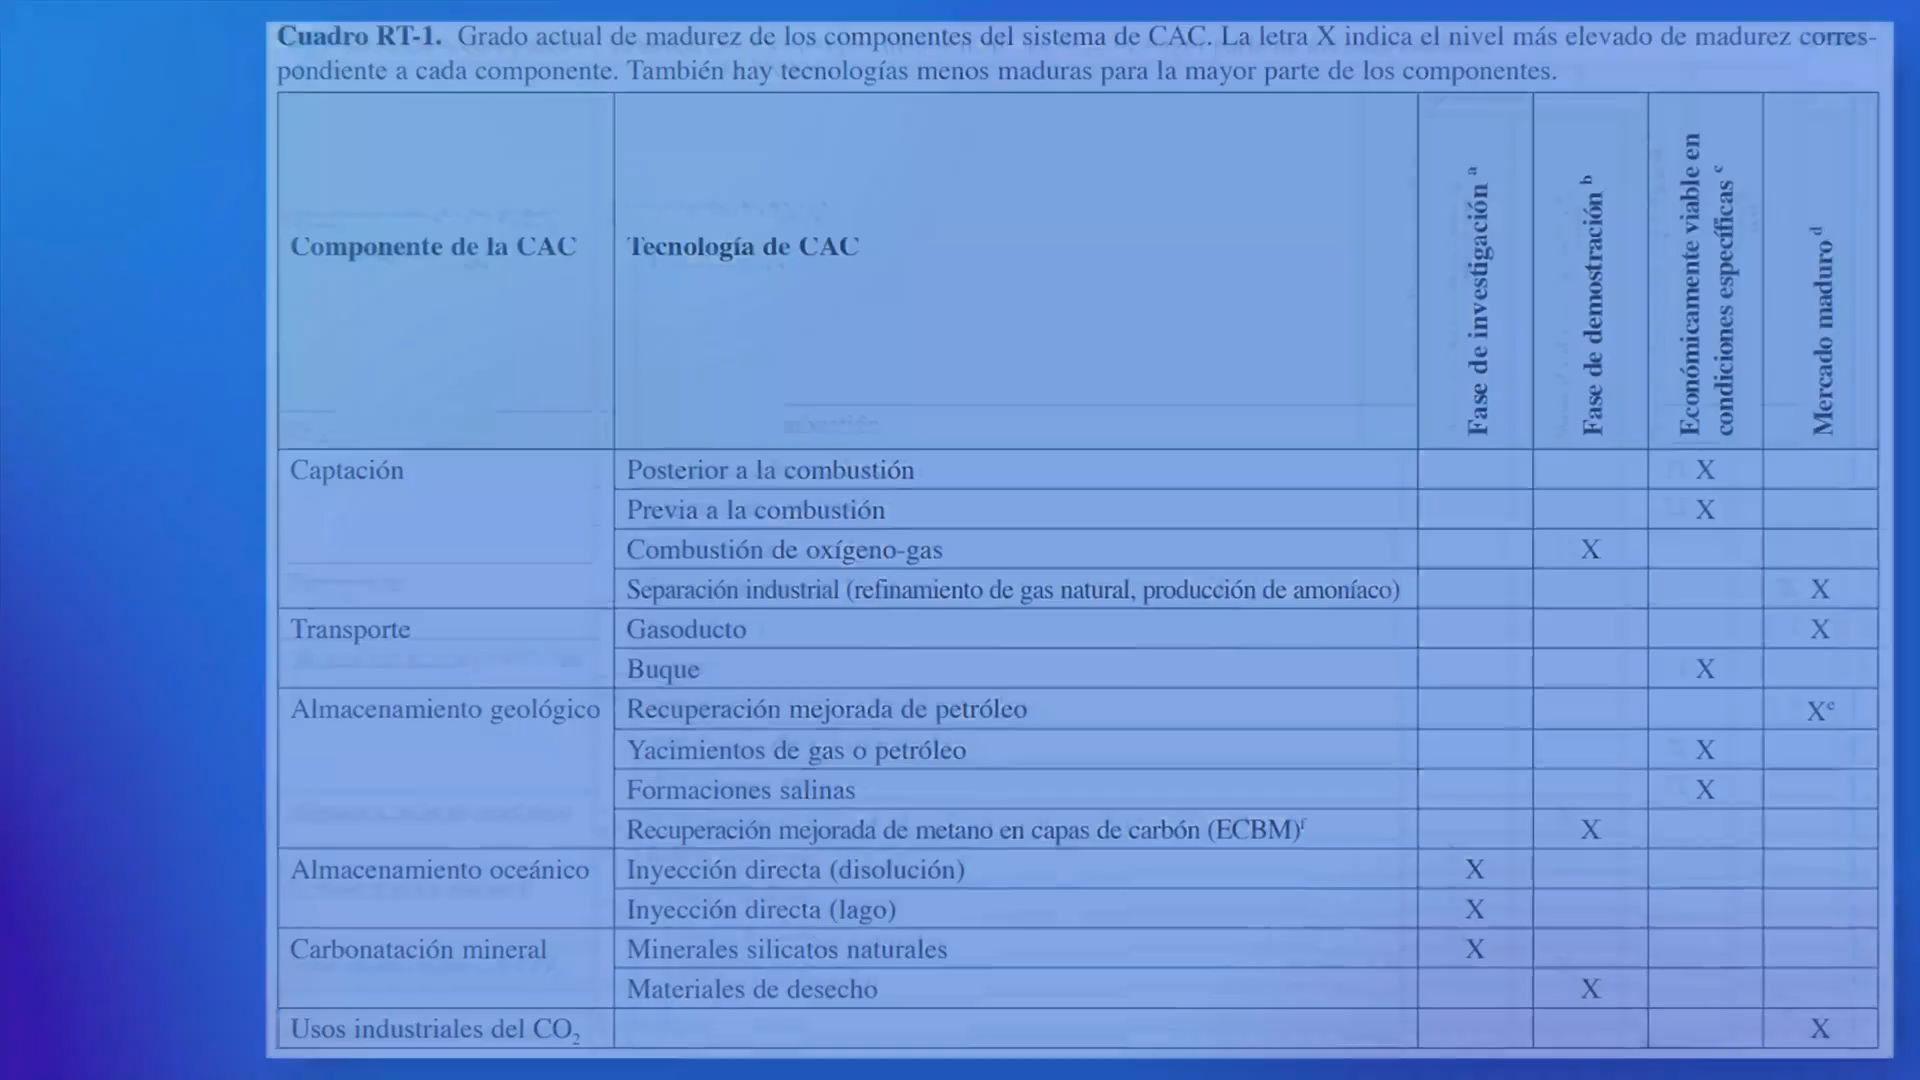 Cuadro RT-1. Grado actual de madurez de los componentes del sistema de CAC. La letra X indica el nivel más elevado de madurez corres-
pondiente a cada componente. También hay tecnologías menos maduras para la mayor parte de los componentes.
Componente de la CAC
Tecnología de CAC
Fase de investigación a
Fase de demostración b
Económicamente viable en
condiciones específicas c
Mercado maduro d
Captación Posterior a la combustión X
Previa a la combustión X
Combustión de oxígeno-gas X
Separación industrial (refinamiento de gas natural, producción de amoníaco) X
Transporte Gasoducto X
Buque X
Almacenamiento geológico Recuperación mejorada de petróleo Xe
Yacimientos de gas o petróleo X
Formaciones salinas X
Recuperación mejorada de metano en capas de carbón (ECBM)f X
Almacenamiento oceánico Inyección directa (disolución) X
Inyección directa (lago) X
Carbonatación mineral Minerales silicatos naturales X
Materiales de desecho X
Usos industriales del CO₂ X